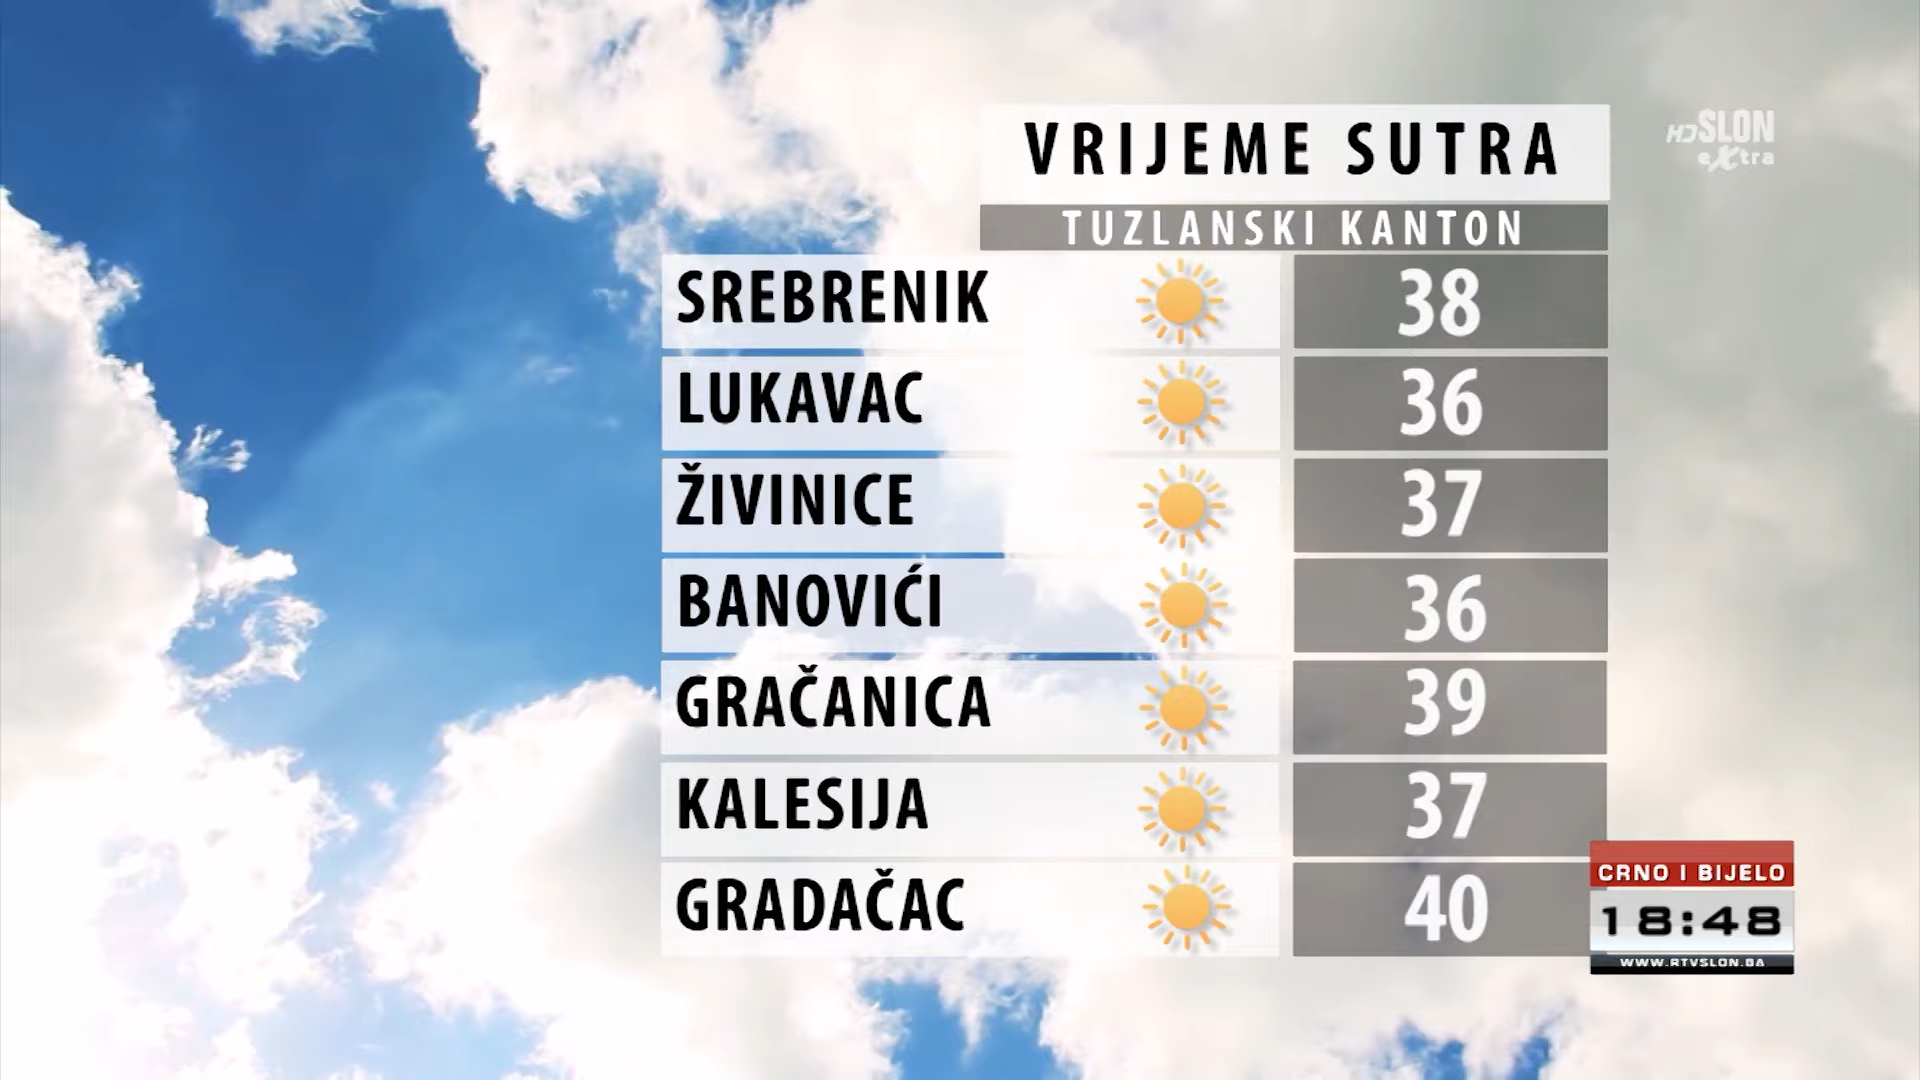 VRIJEME SUTRA
HD SLON
extra
TUZLANSKI KANTON
SREBRENIK 38
LUKAVAC 36
ŽIVINICE 37
BANOVIĆI 36
GRAČANICA 39
KALESIJA 37
GRADAČAC 40
CRNO I BIJELO
18:48
WWW.RTVSLON.BA